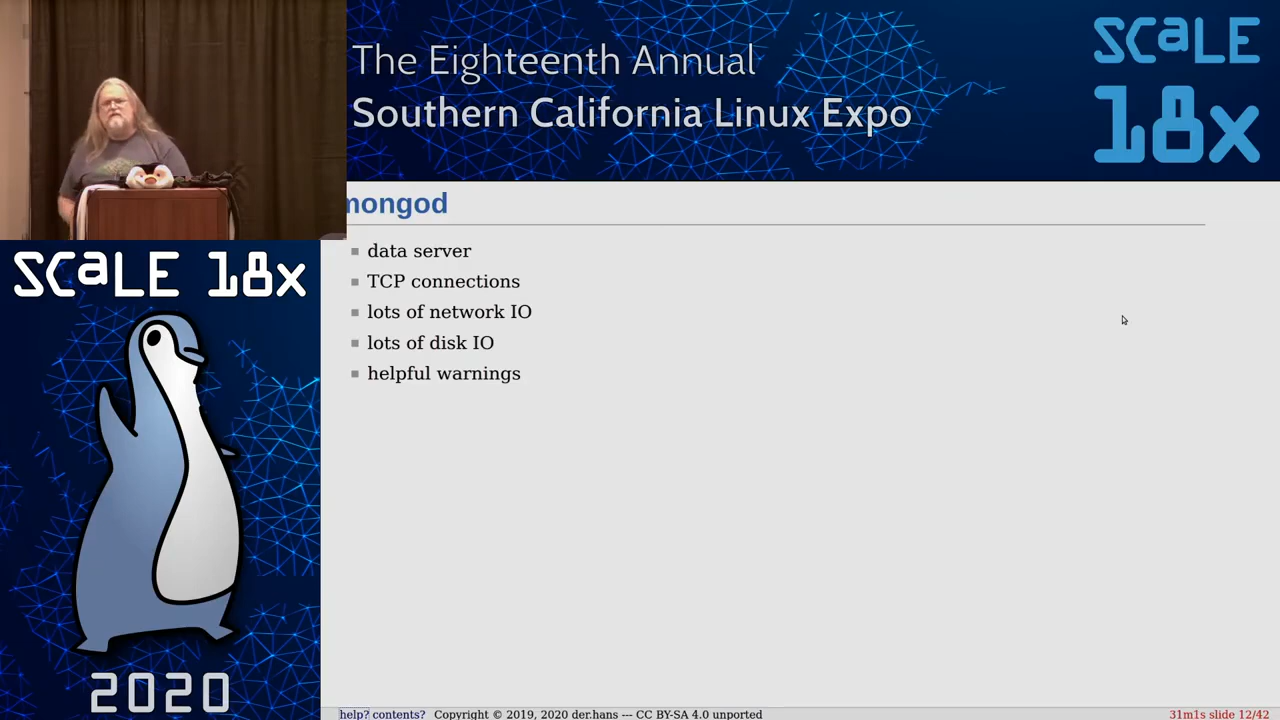 The Eighteenth Annual
Southern California Linux Expo
SCaLE
18x
mongod
data server
TCP connections
lots of network IO
lots of disk IO
helpful warnings
SCaLE 18x
2020
help? contents? Copyright © 2019, 2020 der.hans --- CC BY-SA 4.0 unported
31m1s slide 12/42